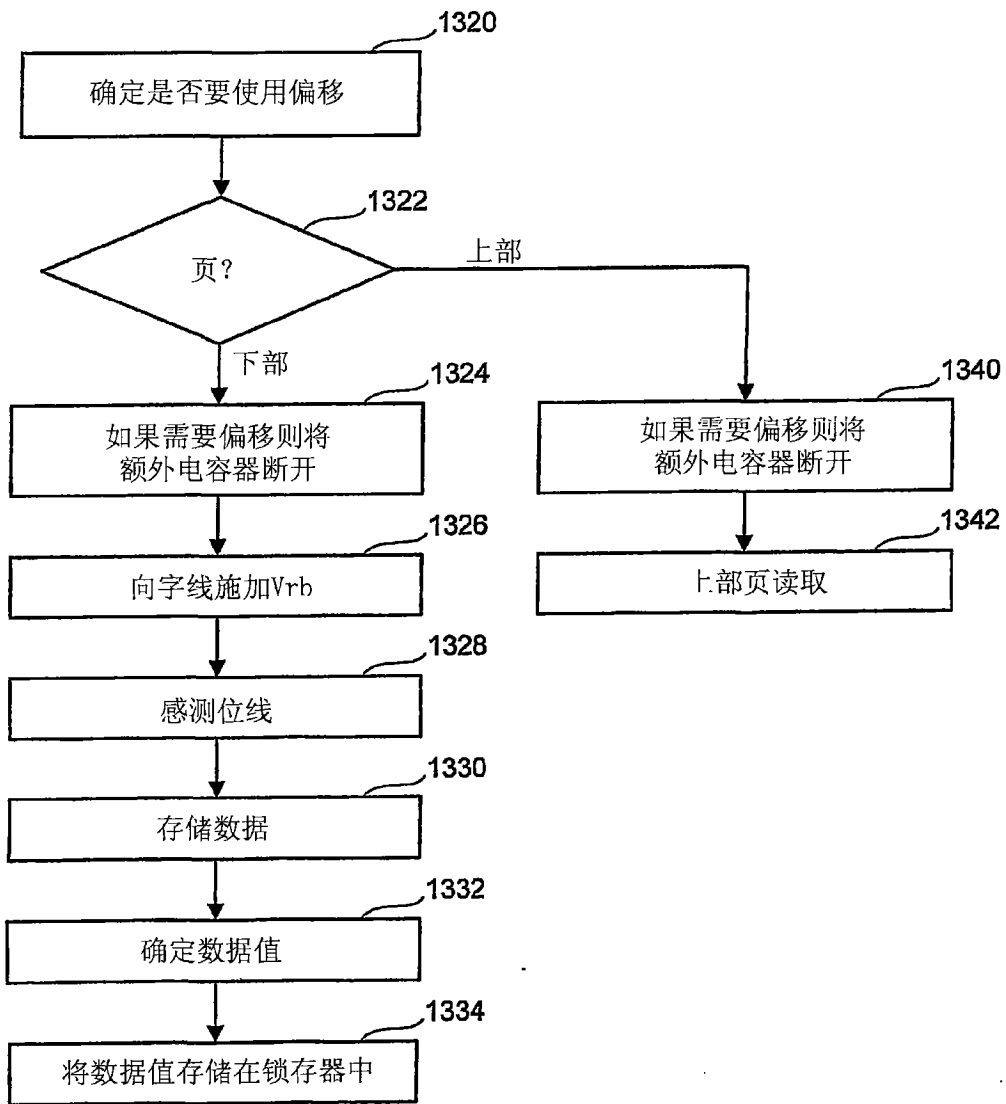 1320
确定是否要使用偏移
1322
页?
上部
下部
1324
如果需要偏移则将
额外电容器断开
1340
如果需要偏移则将
额外电容器断开
1326
向字线施加Vrb
1342
上部页读取
1328
感测位线
1330
存储数据
1332
确定数据值
1334
将数据值存储在锁存器中